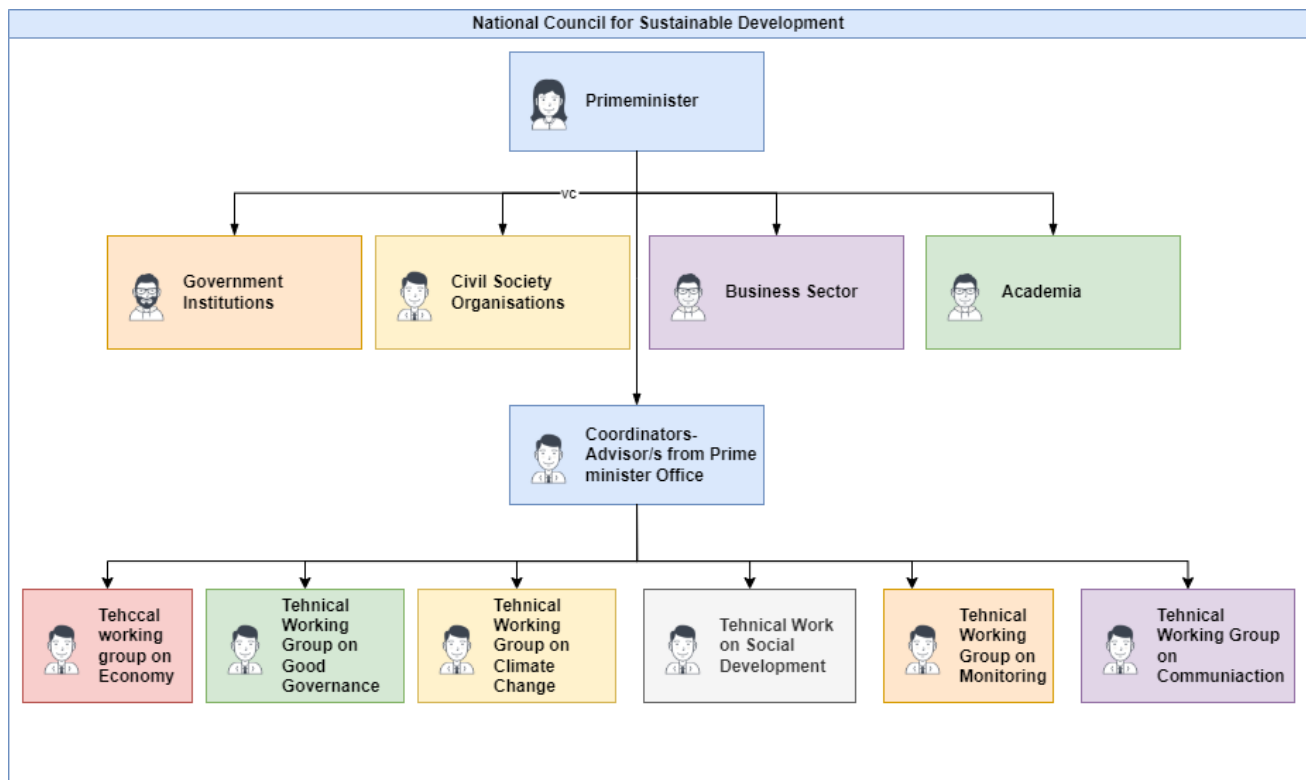 National Council for Sustainable Development
Primeminister
vc
Government
Institutions
Civil Society
Organisations
Business Sector
Academia
Coordinators-
Advisor/s from Prime
minister Office
Tehccal
working
group on
Economy
Tehnical
Working
Group on
Good
Governance
Tehnical
Working
Group on
Climate
Change
Tehnical Work
on Social
Development
Tehnical
Working
Group on
Monitoring
Tehnical
Working Group
on
Communiaction